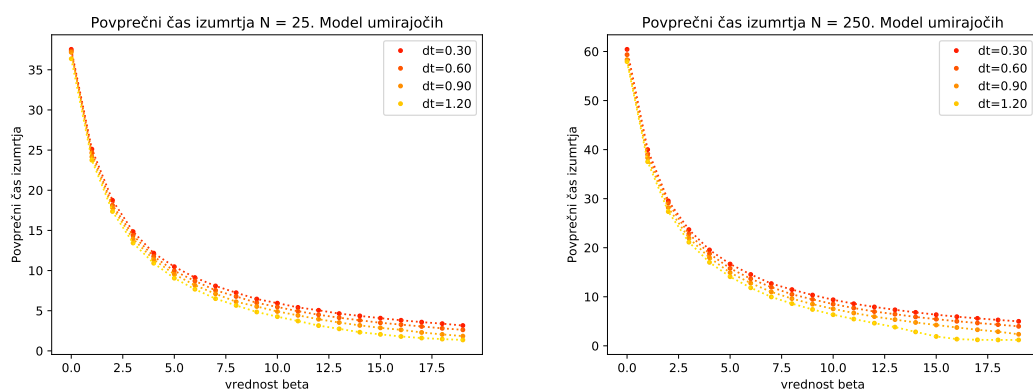 Povprečni čas izumrtja N = 25. Model umirajočih
Povprečni čas izumrtja
35
30
25
20
15
10
5
0
dt=0.30
dt=0.60
dt=0.90
dt=1.20
0.0 2.5 5.0 7.5 10.0 12.5 15.0 17.5
vrednost beta
Povprečni čas izumrtja N = 250. Model umirajočih
Povprečni čas izumrtja
60
50
40
30
20
10
0
dt=0.30
dt=0.60
dt=0.90
dt=1.20
0.0 2.5 5.0 7.5 10.0 12.5 15.0 17.5
vrednost beta